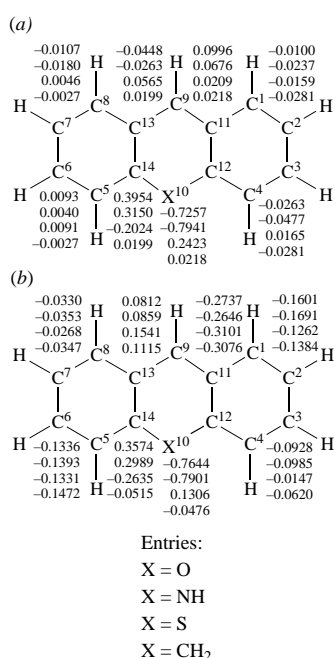 (a)
−0.0107 −0.0448 0.0996 −0.0100
−0.0180 −0.0263 0.0676 −0.0237
0.0046 H 0.0565 H 0.0209 H −0.0159
−0.0027 0.0199 0.0218 −0.0281
H C8 C9 C1 H
C7 C13 C11 C2
C6 C14 C12 C3
H C5 X10 C4 H
0.0093 0.3954 −0.7257 −0.0263
0.0040 0.3150 −0.7941 −0.0477
0.0091 −0.2024 0.2423 H 0.0165
−0.0027 H 0.0199 0.0218 −0.0281
(b)
−0.0330 0.0812 −0.2737 −0.1601
−0.0353 0.0859 −0.2646 −0.1691
−0.0268 H 0.1541 H −0.3101 H −0.1262
−0.0347 0.1115 −0.3076 −0.1384
H C8 C9 C1 H
C7 C13 C11 C2
C6 C14 C12 C3
H C5 X10 C4 H
−0.1336 0.3574 −0.7644 −0.0928
−0.1393 0.2989 −0.7901 −0.0985
−0.1331 −0.2635 0.1306 −0.0147
−0.1472 H −0.0515 −0.0476 H −0.0620
Entries:
X = O
X = NH
X = S
X = CH2